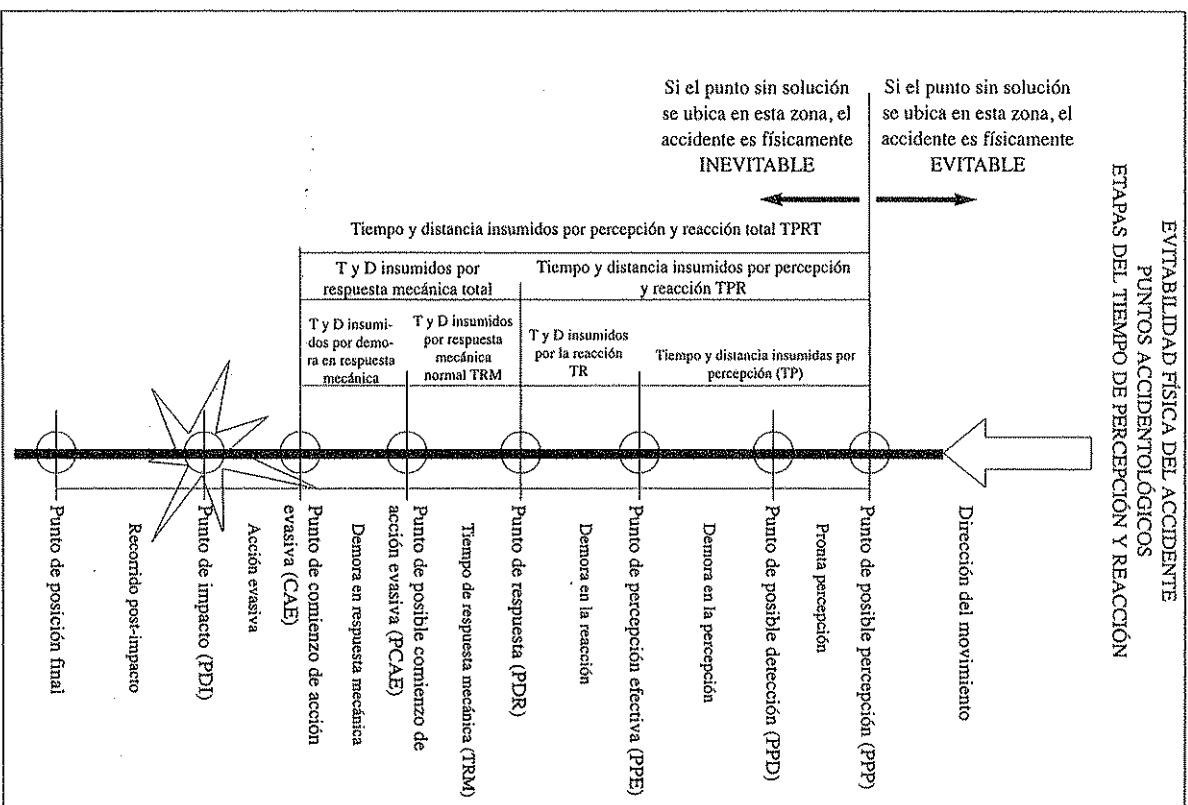 EVITABILIDAD FÍSICA DEL ACCIDENTE
PUNTOS ACCIDENTOLÓGICOS
ETAPAS DEL TIEMPO DE PERCEPCIÓN Y REACCIÓN
Si el punto sin solución
se ubica en esta zona, el
accidente es físicamente
INEVITABLE
Si el punto sin solución
se ubica en esta zona, el
accidente es físicamente
EVITABLE
Tiempo y distancia insumidos por percepción y reacción total TPRT
T y D insumidos por
respuesta mecánica total
Tiempo y distancia insumidos por percepción
y reacción TPR
T y D insumi-
dos por demo-
ra en respuesta
mecánica
T y D insumidos
por respuesta
mecánica
normal TRM
T y D insumidos
por la reacción
TR
Tiempo y distancia insumidas por
percepción (TP)
Dirección del movimiento
Punto de posible percepción (PPP)
Pronta percepción
Punto de posible detección (PPD)
Demora en la percepción
Punto de percepción efectiva (PPE)
Demora en la reacción
Punto de respuesta (PDR)
Tiempo de respuesta mecánica (TRM)
Punto de posible comienzo de
acción evasiva (PCAE)
Demora en respuesta mecánica
Punto de comienzo de acción
evasiva (CAE)
Acción evasiva
Punto de impacto (PDI)
Recorrido post-impacto
Punto de posición final